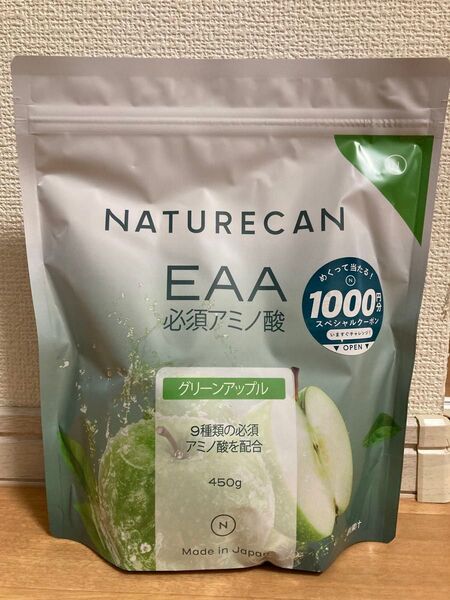 N
NATURECAN
EAA
必須アミノ酸
めくって当たる!
N
1000円分
スペシャルクーポン
いますぐチャレンジ!
▼ OPEN ▼
グリーンアップル
9種類の必須
アミノ酸を配合
450g
N
Made in Japan